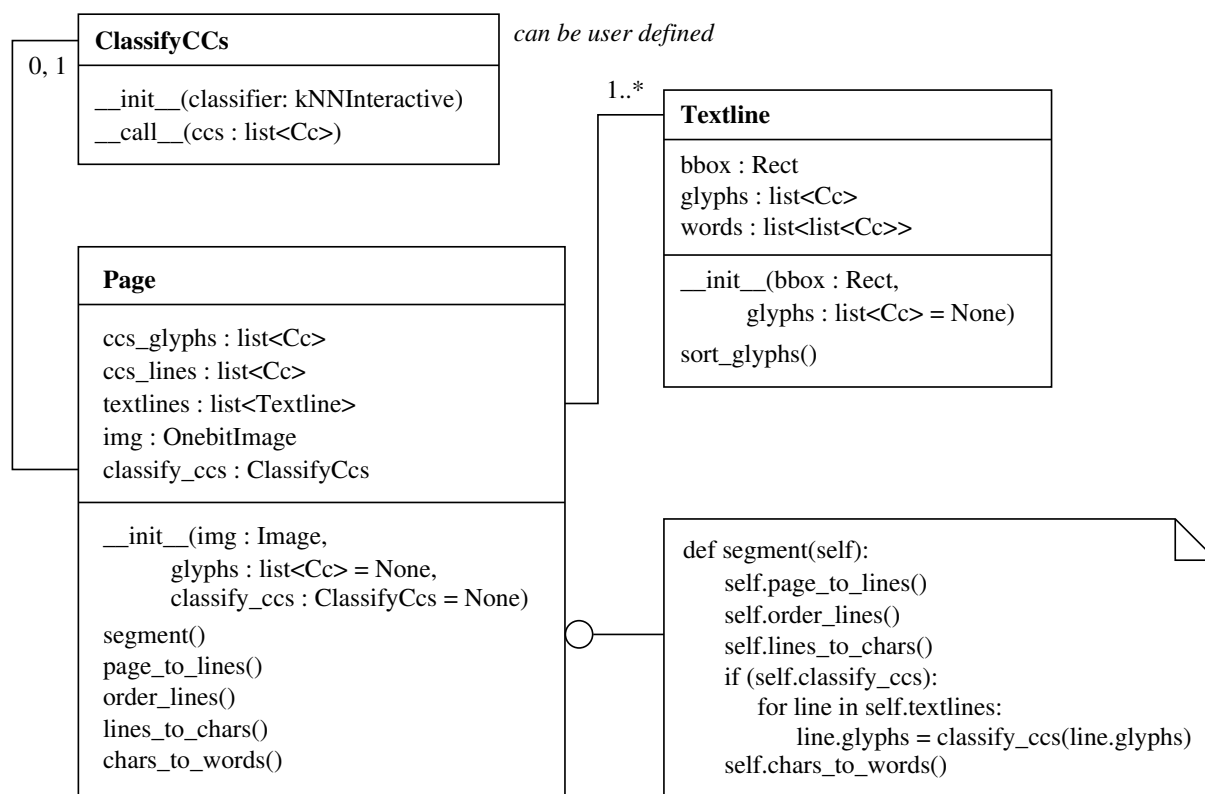 ClassifyCCs
can be user defined
0, 1
__init__(classifier: kNNInteractive)
__call__(ccs : list<Cc>)
1..*
Textline
bbox : Rect
glyphs : list<Cc>
words : list<list<Cc>>
__init__(bbox : Rect,
glyphs : list<Cc> = None)
sort_glyphs()
Page
ccs_glyphs : list<Cc>
ccs_lines : list<Cc>
textlines : list<Textline>
img : OnebitImage
classify_ccs : ClassifyCcs
__init__(img : Image,
glyphs : list<Cc> = None,
classify_ccs : ClassifyCcs = None)
segment()
page_to_lines()
order_lines()
lines_to_chars()
chars_to_words()
def segment(self):
self.page_to_lines()
self.order_lines()
self.lines_to_chars()
if (self.classify_ccs):
for line in self.textlines:
line.glyphs = classify_ccs(line.glyphs)
self.chars_to_words()